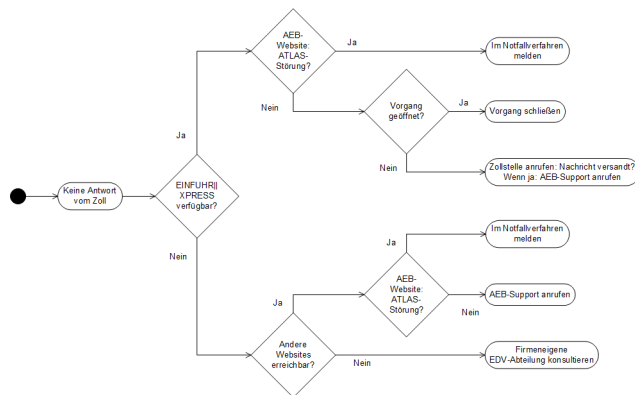 AEB-
Website:
ATLAS-
Störung?
Ja
Im Notfallverfahren
melden
Nein
Vorgang
geöffnet?
Ja
Vorgang schließen
Nein
Zollstelle anrufen: Nachricht versandt?
Wenn ja: AEB-Support anrufen
Ja
Keine Antwort
vom Zoll
EINFUHR||
XPRESS
verfügbar?
Nein
Ja
AEB-
Website:
ATLAS-
Störung?
Ja
Im Notfallverfahren
melden
Nein
AEB-Support anrufen
Andere
Websites
erreichbar?
Nein
Firmeneigene
EDV-Abteilung konsultieren